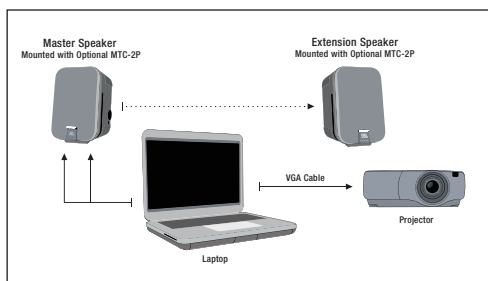 Master Speaker
Mounted with Optional MTC-2P
Extension Speaker
Mounted with Optional MTC-2P
VGA Cable
Projector
Laptop